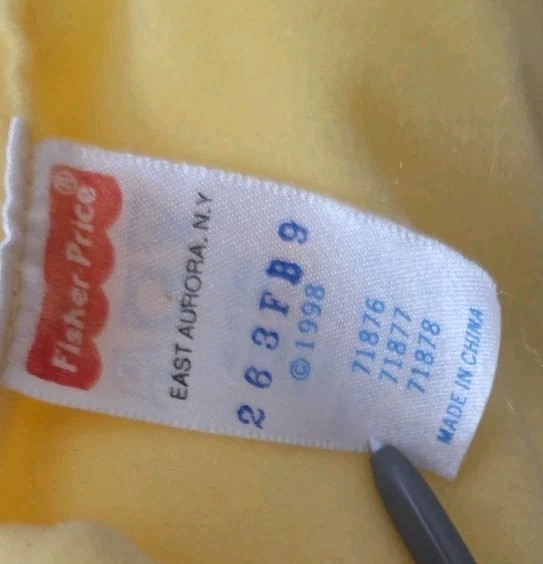 Fisher-Price®
EAST AURORA, N.Y
263FB9
©1998
71876
71877
71878
MADE IN CHINA